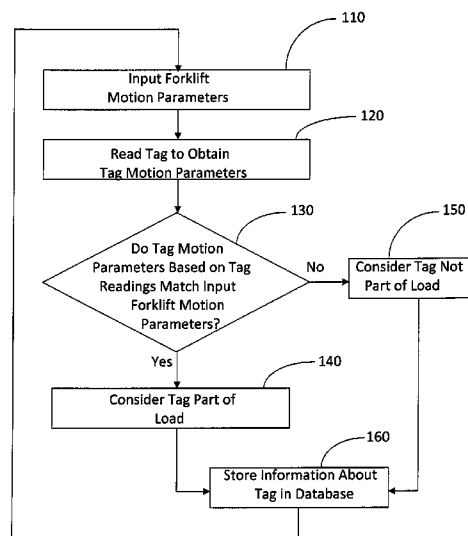 110
Input Forklift
Motion Parameters
120
Read Tag to Obtain
Tag Motion Parameters
130
Do Tag Motion
Parameters Based on Tag
Readings Match Input
Forklift Motion
Parameters?
No
150
Consider Tag Not
Part of Load
Yes
140
Consider Tag Part of
Load
160
Store Information About
Tag in Database